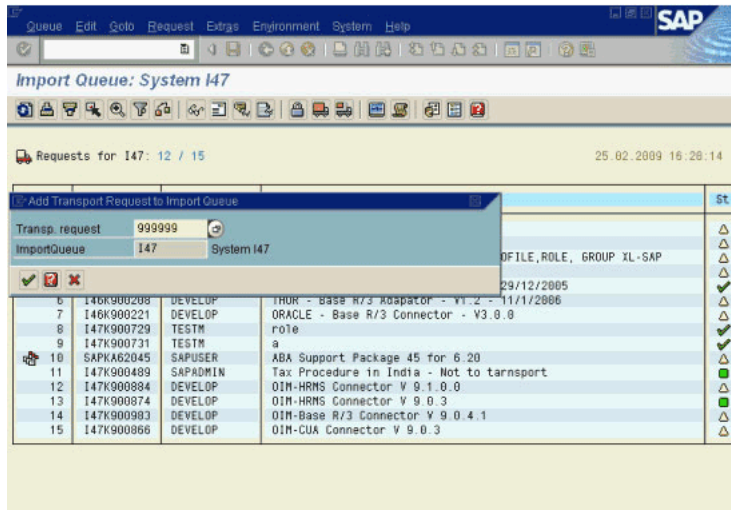 Queue Edit Goto Request Extras Environment System Help
SAP
Import Queue: System I47
Requests for I47: 12 / 15 25.02.2009 16:20:14
St
Add Transport Request to Import Queue
Transp. request 999999
ImportQueue I47 System I47
OFILE,ROLE, GROUP XL-SAP
29/12/2005
6 I46K900208 DEVELOP THOR - Base R/3 Adapator - V1.2 - 11/1/2006
7 I46K900221 DEVELOP ORACLE - Base R/3 Connector - V3.0.0
8 I47K900729 TESTM role
9 I47K900731 TESTM a
10 SAPKA62045 SAPUSER ABA Support Package 45 for 6.20
11 I47K900489 SAPADMIN Tax Procedure in India - Not to tarnsport
12 I47K900884 DEVELOP OIM-HRMS Connector V 9.1.0.0
13 I47K900874 DEVELOP OIM-HRMS Connector V 9.0.3
14 I47K900983 DEVELOP OIM-Base R/3 Connector V 9.0.4.1
15 I47K900866 DEVELOP OIM-CUA Connector V 9.0.3